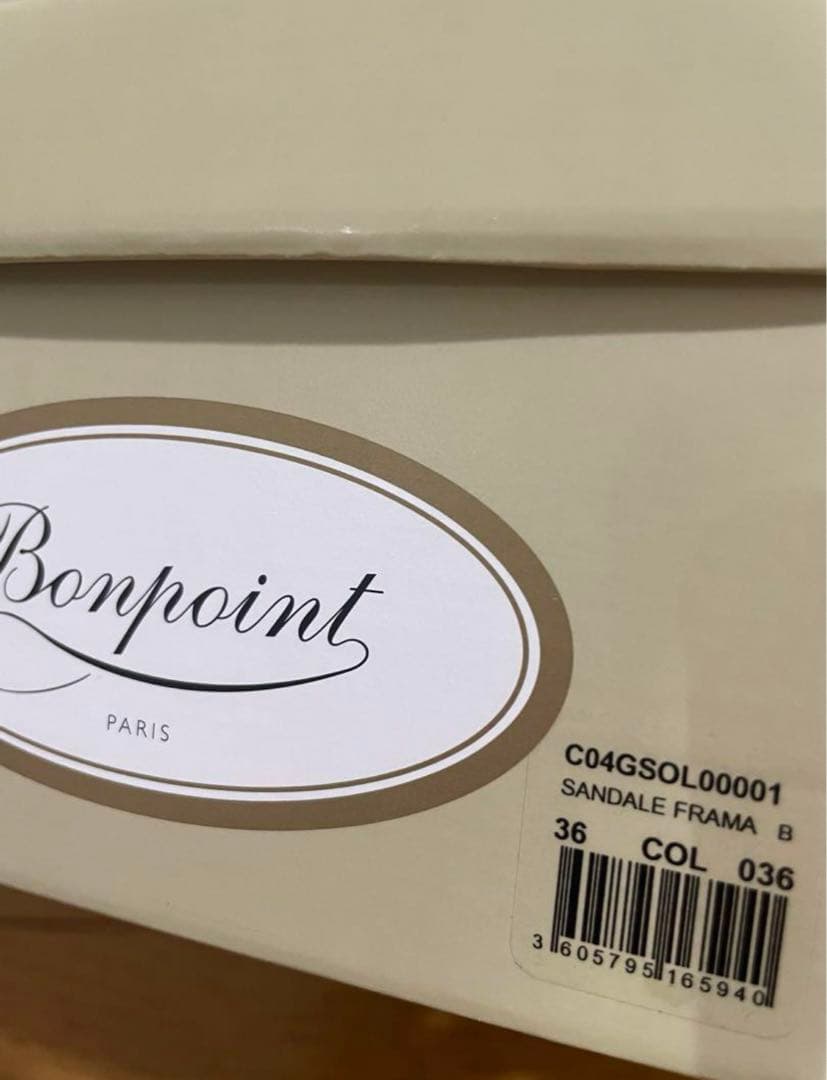 Bonpoint
PARIS
C04GSOL00001
SANDALE FRAMA B
36 COL 036
3 605795 165940